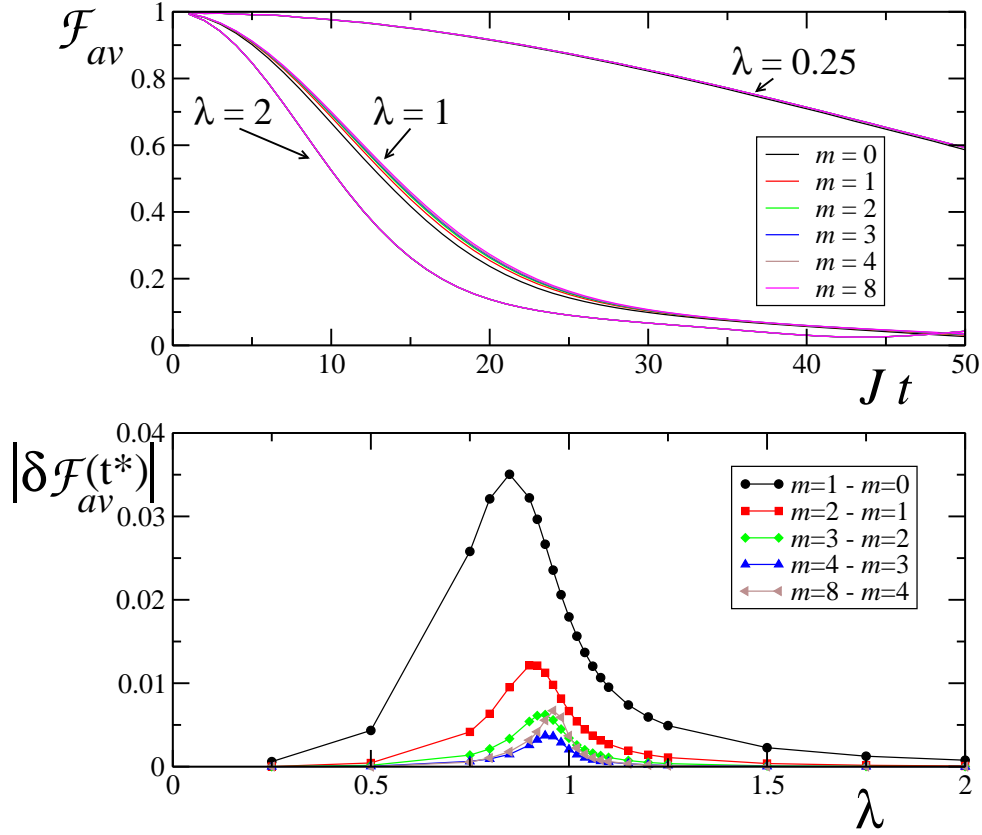 ℱav
1
0.8
0.6
0.4
0.2
0
λ = 0.25
λ = 2
λ = 1
m = 0
m = 1
m = 2
m = 3
m = 4
m = 8
0 10 20 30 40 50
J t
0.04
0.03
0.02
0.01
0
|δℱav(t*)|
m=1 - m=0
m=2 - m=1
m=3 - m=2
m=4 - m=3
m=8 - m=4
0 0.5 1 1.5 2
λ